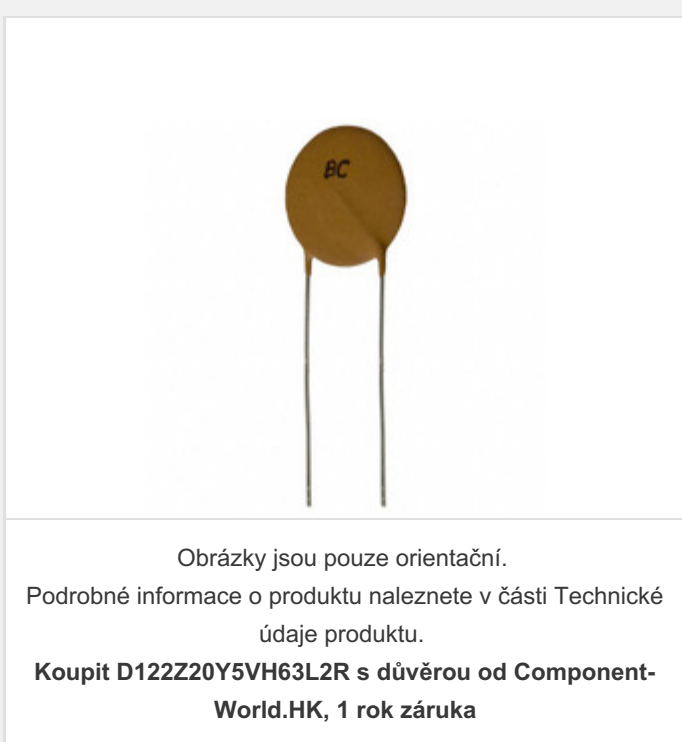 BC
Obrázky jsou pouze orientační.
Podrobné informace o produktu naleznete v části Technické
údaje produktu.
Koupit D122Z20Y5VH63L2R s důvěrou od Component-
World.HK, 1 rok záruka